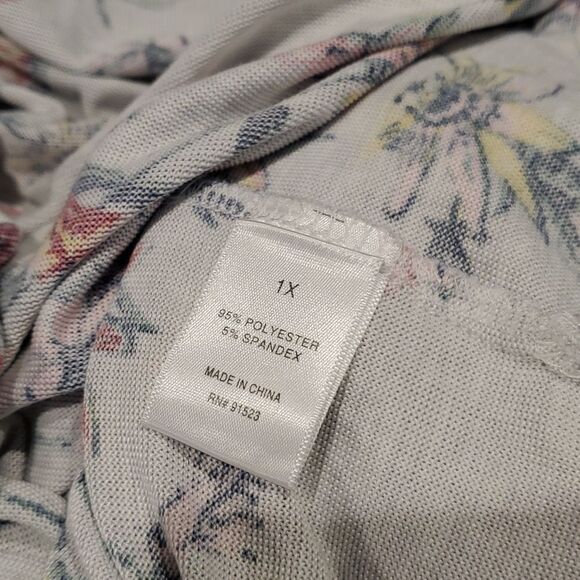 1X
95% POLYESTER
5% SPANDEX
MADE IN CHINA
RN# 91523